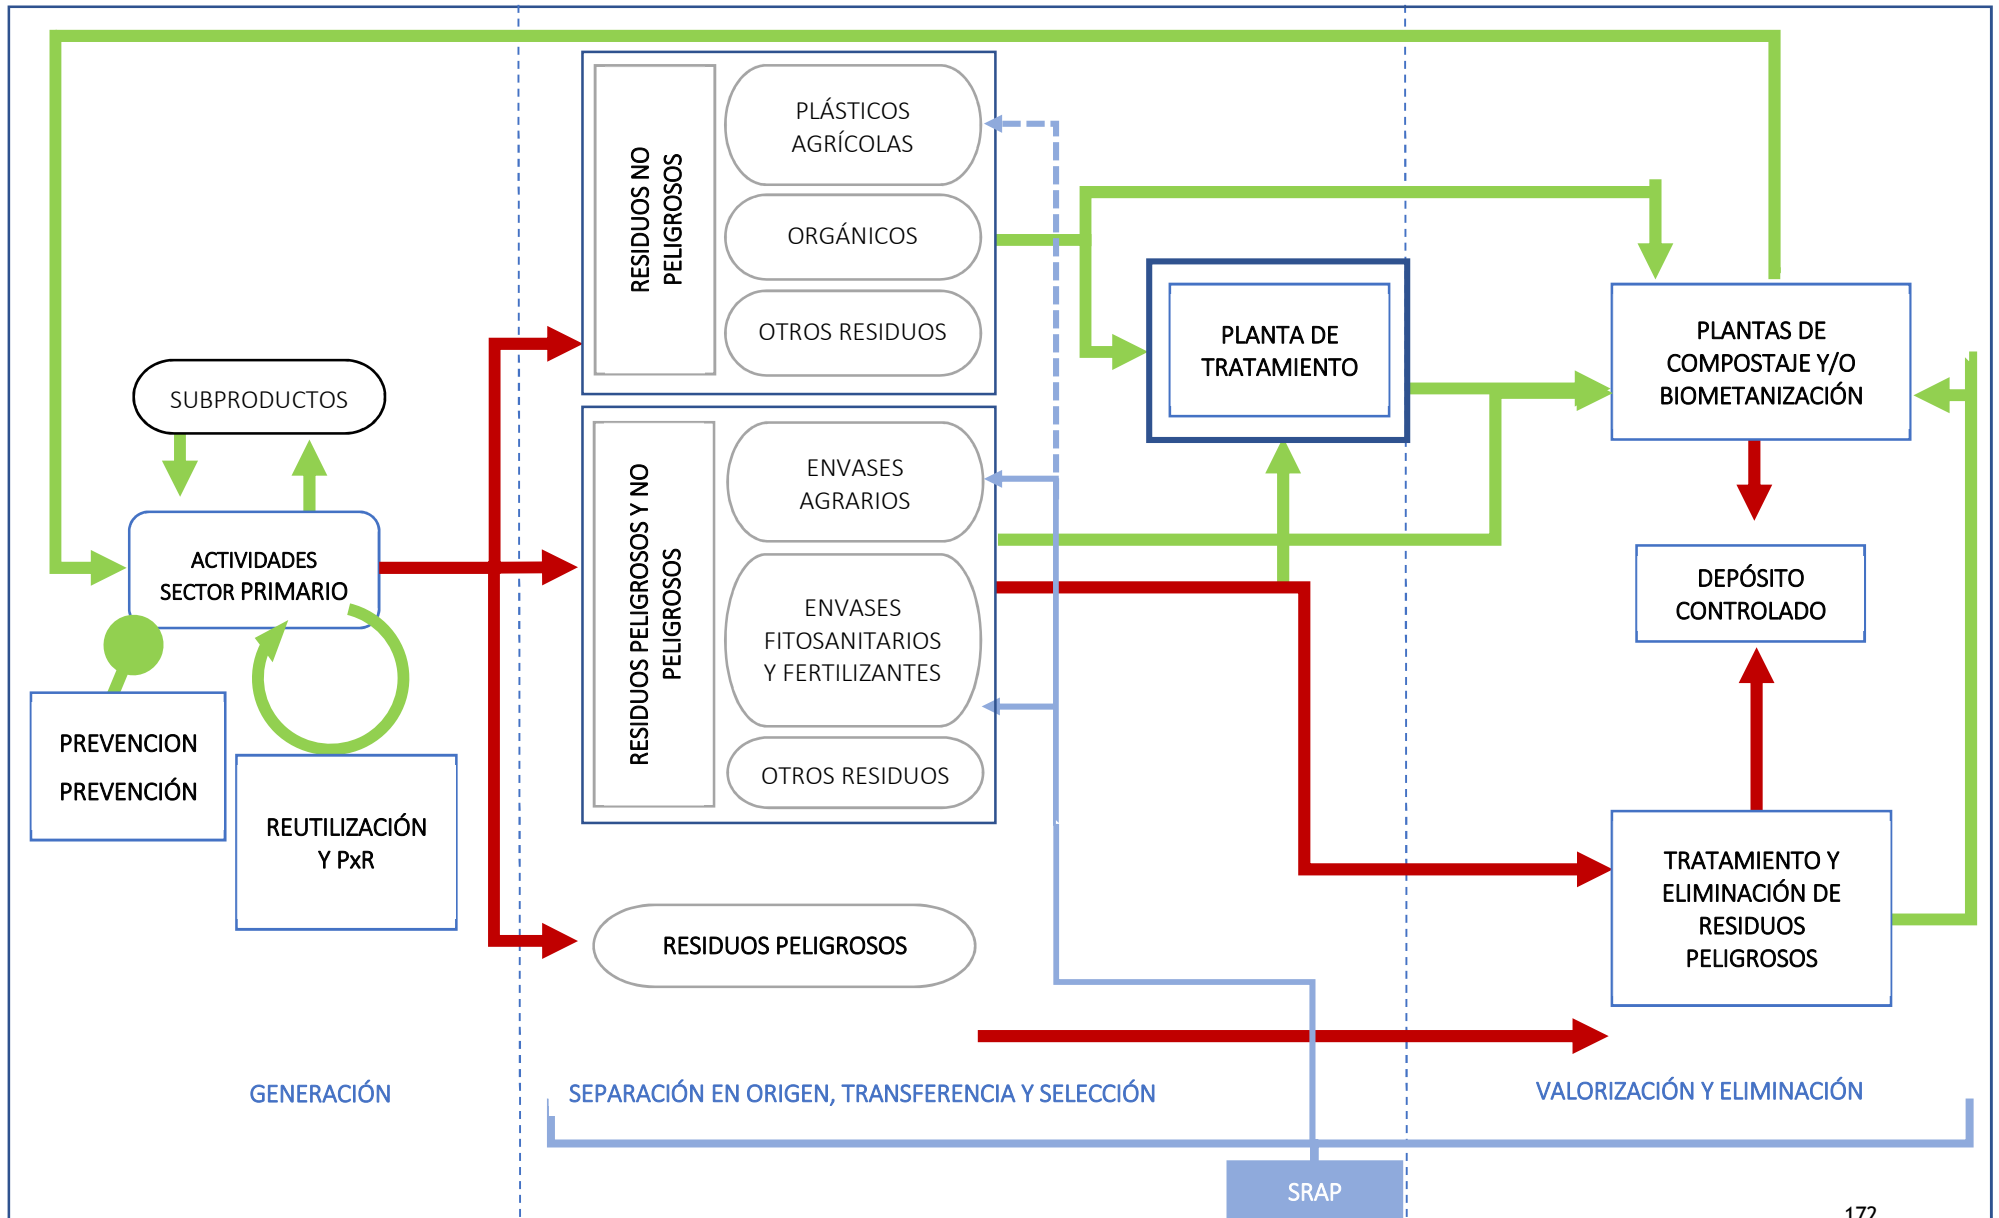 PLÁSTICOS
AGRÍCOLAS
RESIDUOS NO
PELIGROSOS
ORGÁNICOS
OTROS RESIDUOS
SUBPRODUCTOS
PLANTA DE
TRATAMIENTO
PLANTAS DE
COMPOSTAJE Y/O
BIOMETANIZACIÓN
ENVASES
AGRARIOS
RESIDUOS PELIGROSOS Y NO
PELIGROSOS
ACTIVIDADES
SECTOR PRIMARIO
ENVASES
FITOSANITARIOS
Y FERTILIZANTES
DEPÓSITO
CONTROLADO
PREVENCION
PREVENCIÓN
OTROS RESIDUOS
REUTILIZACIÓN
Y PxR
TRATAMIENTO Y
ELIMINACIÓN DE
RESIDUOS
PELIGROSOS
RESIDUOS PELIGROSOS
GENERACIÓN
SEPARACIÓN EN ORIGEN, TRANSFERENCIA Y SELECCIÓN
VALORIZACIÓN Y ELIMINACIÓN
SRAP
172